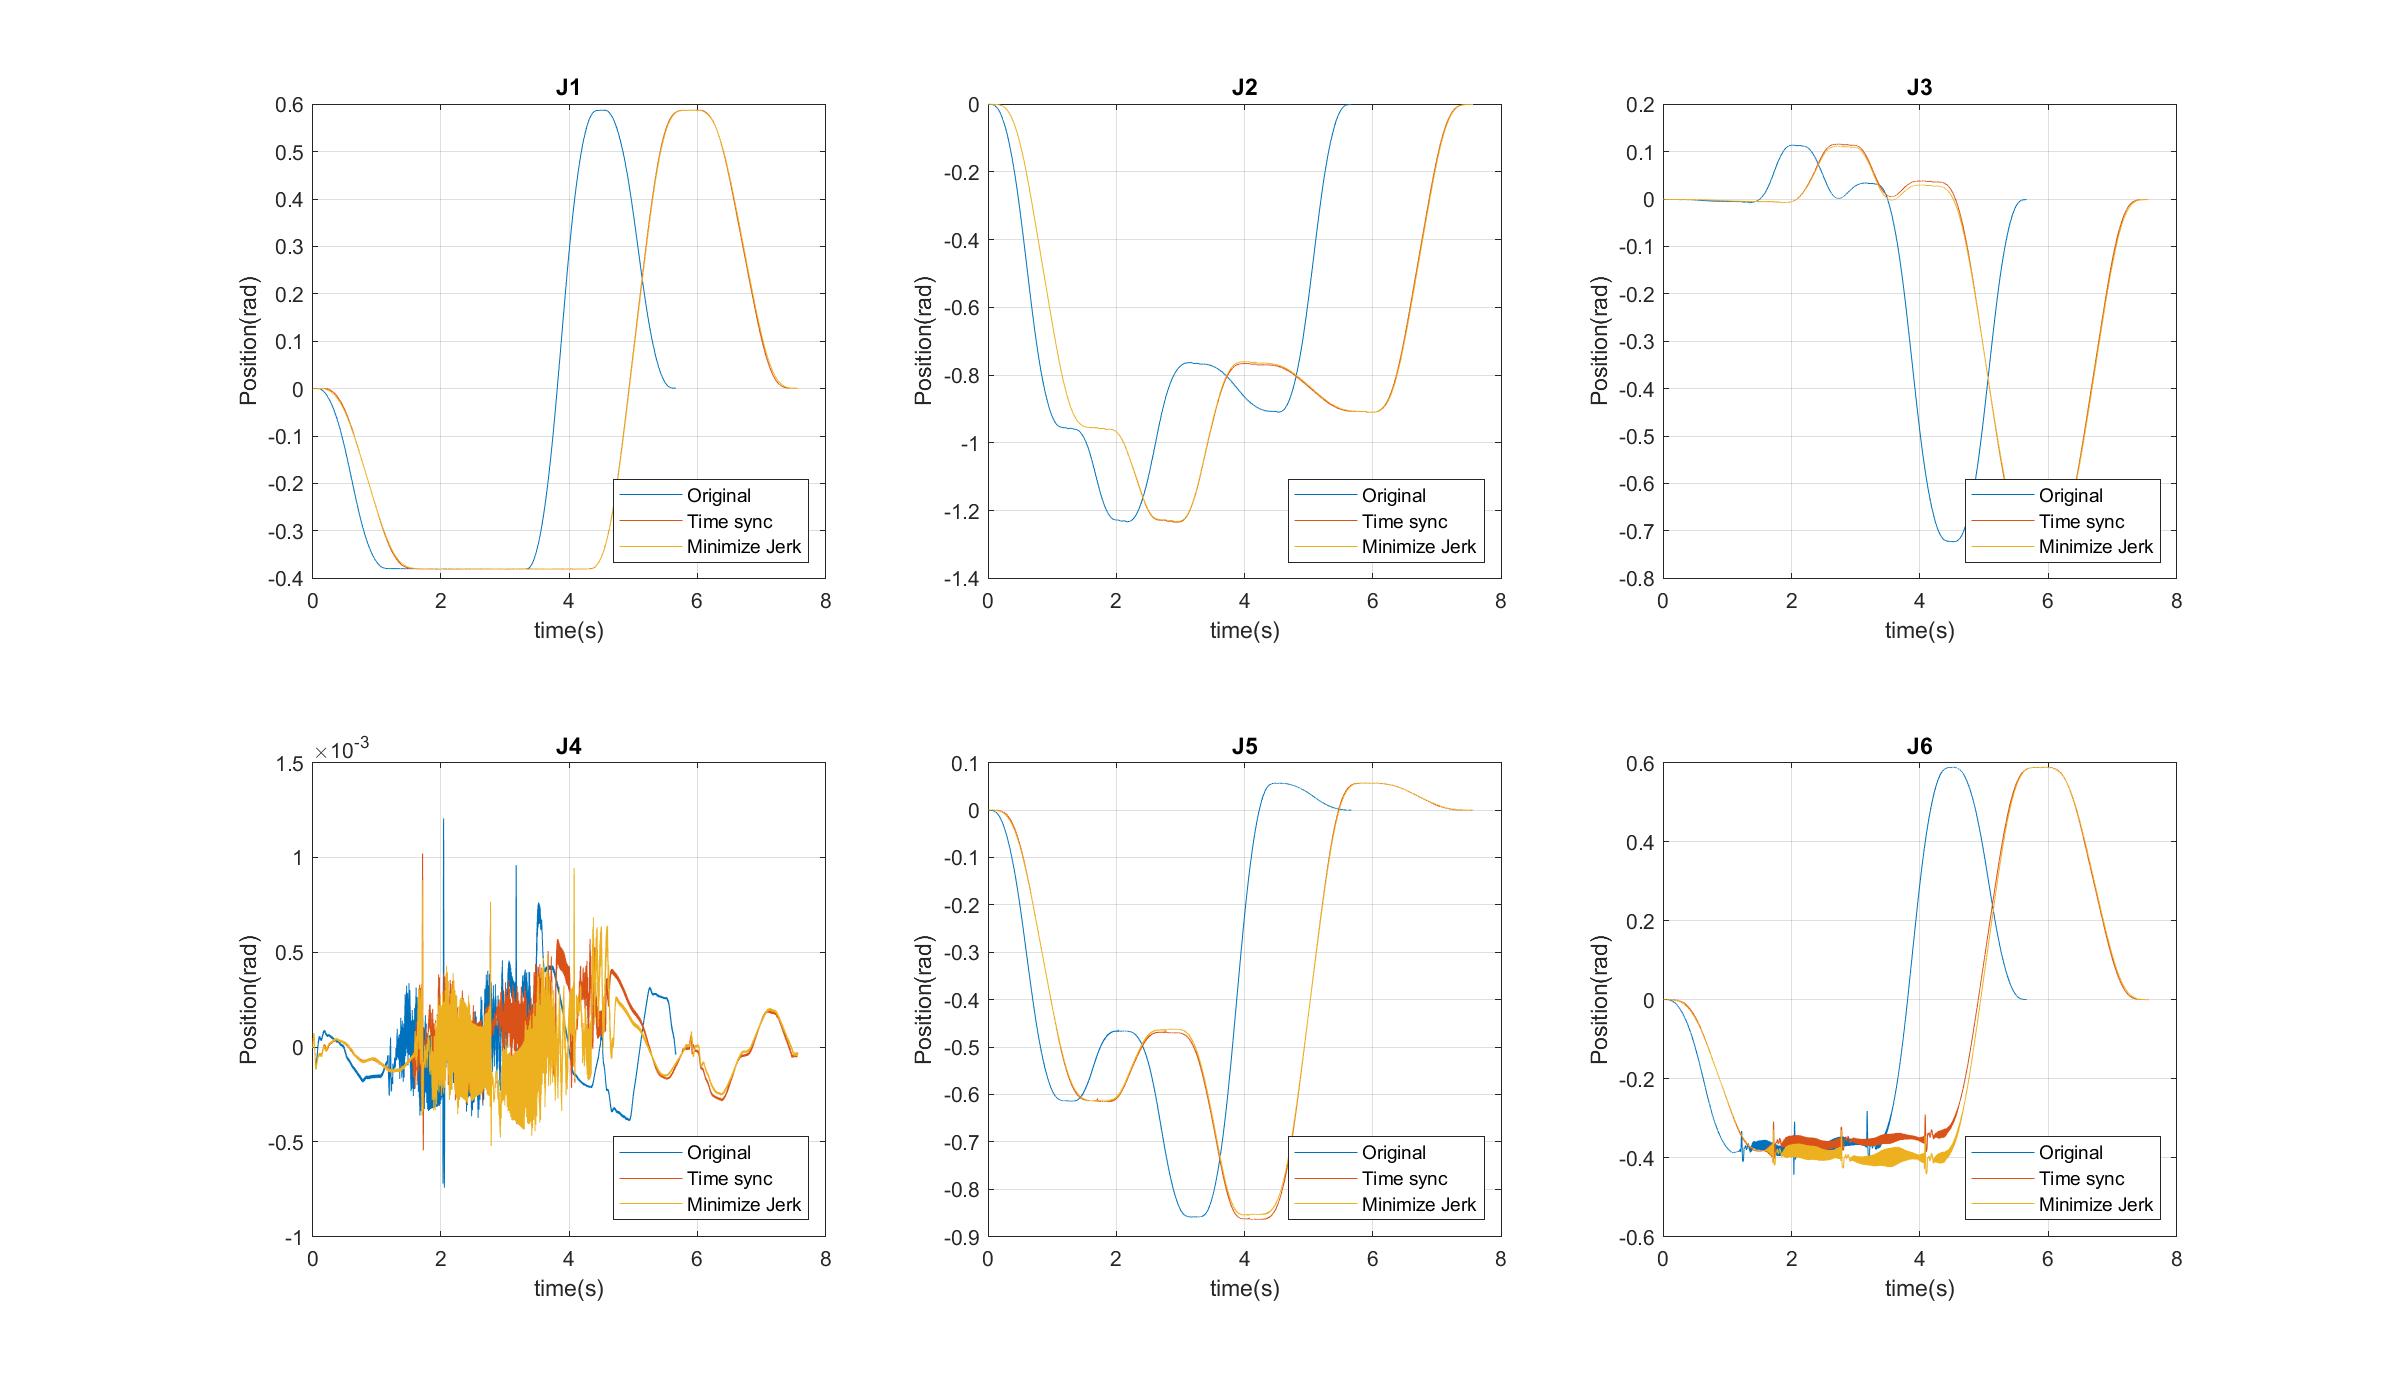 J1
0.6
0.5
0.4
0.3
0.2
0.1
0
-0.1
-0.2
-0.3
-0.4
Position(rad)
0 2 4 6 8
time(s)
Original
Time sync
Minimize Jerk
J2
0
-0.2
-0.4
-0.6
-0.8
-1
-1.2
-1.4
Position(rad)
0 2 4 6 8
time(s)
Original
Time sync
Minimize Jerk
J3
0.2
0.1
0
-0.1
-0.2
-0.3
-0.4
-0.5
-0.6
-0.7
-0.8
Position(rad)
0 2 4 6 8
time(s)
Original
Time sync
Minimize Jerk
J4
×10-3
1.5
1
0.5
0
-0.5
-1
Position(rad)
0 2 4 6 8
time(s)
Original
Time sync
Minimize Jerk
J5
0.1
0
-0.1
-0.2
-0.3
-0.4
-0.5
-0.6
-0.7
-0.8
-0.9
Position(rad)
0 2 4 6 8
time(s)
Original
Time sync
Minimize Jerk
J6
0.6
0.4
0.2
0
-0.2
-0.4
-0.6
Position(rad)
0 2 4 6 8
time(s)
Original
Time sync
Minimize Jerk